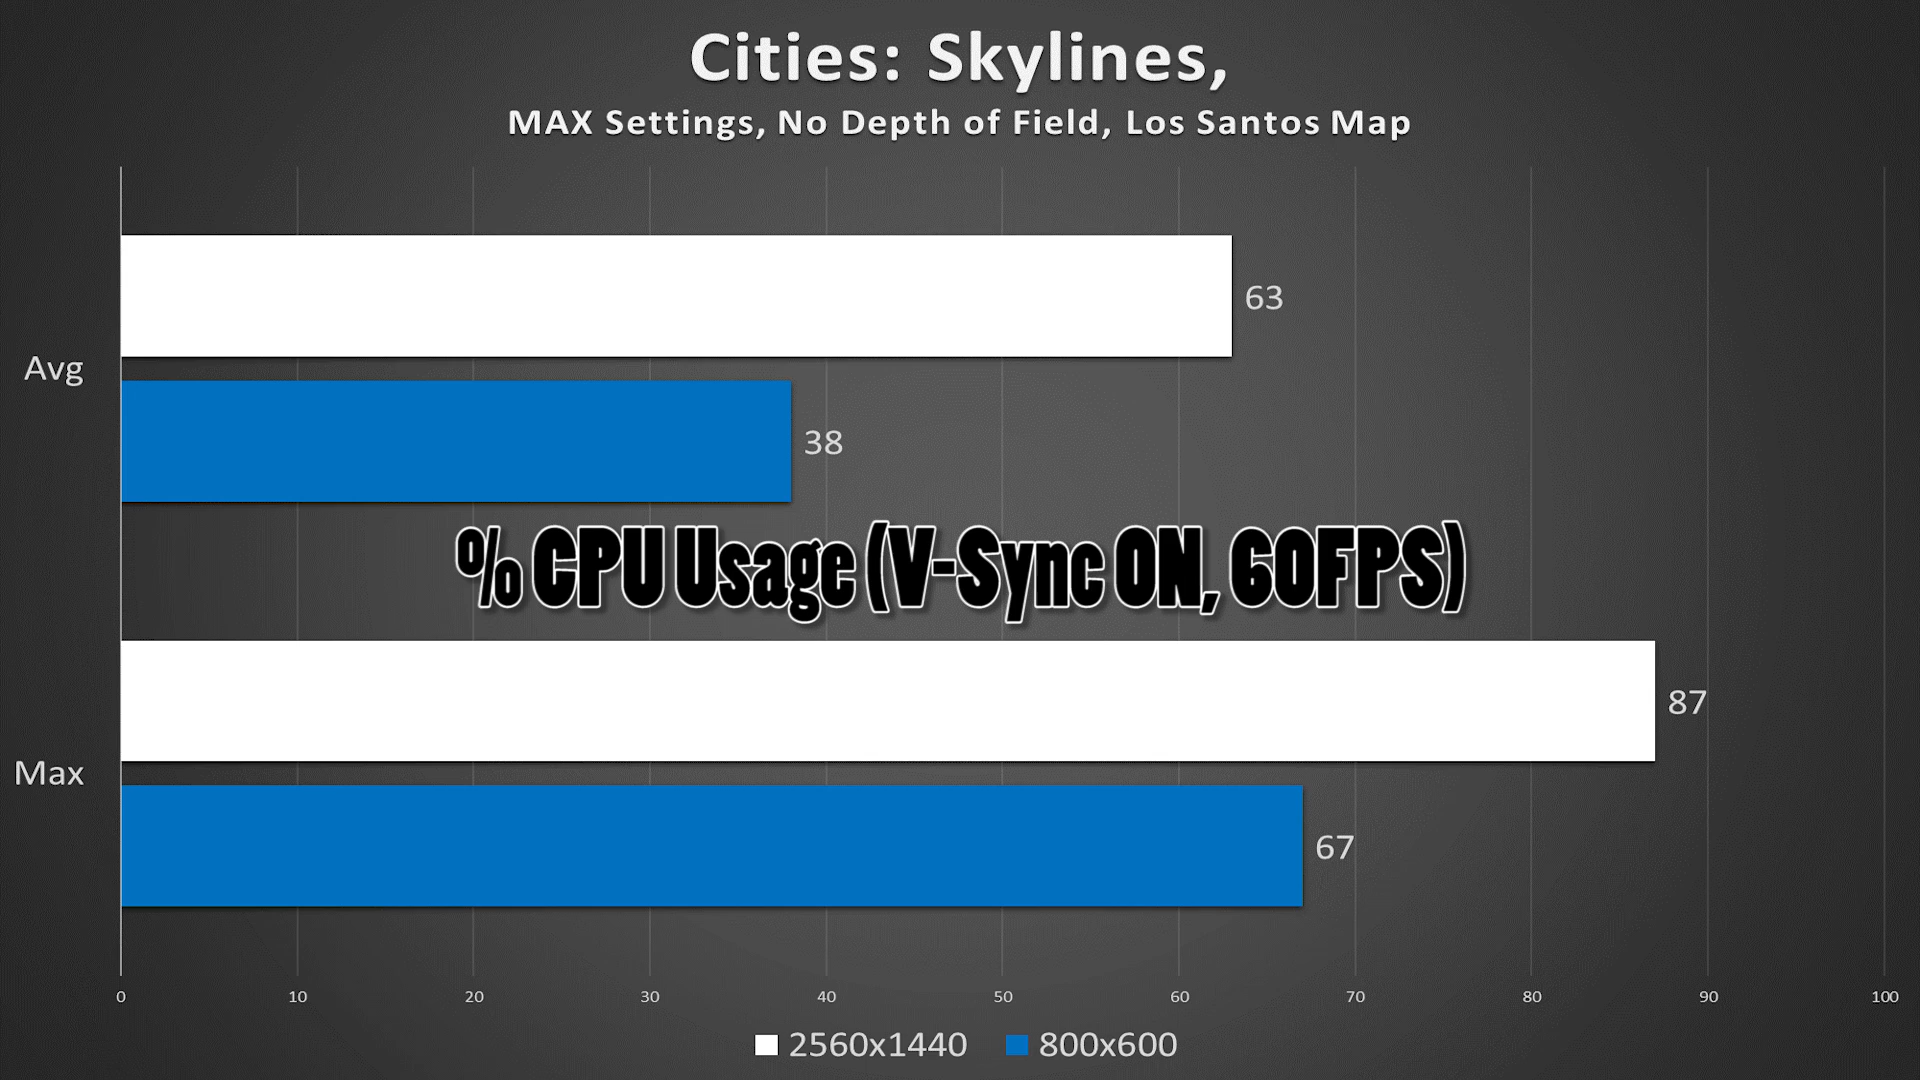 Cities: Skylines,
MAX Settings, No Depth of Field, Los Santos Map
63
Avg
38
% CPU Usage (V-Sync ON, 60FPS)
87
Max
67
0 10 20 30 40 50 60 70 80 90 100
2560x1440 800x600